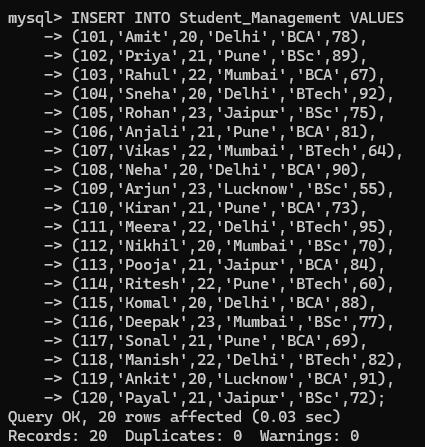 mysql> INSERT INTO Student_Management VALUES
    -> (101,'Amit',20,'Delhi','BCA',78),
    -> (102,'Priya',21,'Pune','BSc',89),
    -> (103,'Rahul',22,'Mumbai','BCA',67),
    -> (104,'Sneha',20,'Delhi','BTech',92),
    -> (105,'Rohan',23,'Jaipur','BSc',75),
    -> (106,'Anjali',21,'Pune','BCA',81),
    -> (107,'Vikas',22,'Mumbai','BTech',64),
    -> (108,'Neha',20,'Delhi','BCA',90),
    -> (109,'Arjun',23,'Lucknow','BSc',55),
    -> (110,'Kiran',21,'Pune','BCA',73),
    -> (111,'Meera',22,'Delhi','BTech',95),
    -> (112,'Nikhil',20,'Mumbai','BSc',70),
    -> (113,'Pooja',21,'Jaipur','BCA',84),
    -> (114,'Ritesh',22,'Pune','BTech',60),
    -> (115,'Komal',20,'Delhi','BCA',88),
    -> (116,'Deepak',23,'Mumbai','BSc',77),
    -> (117,'Sonal',21,'Pune','BCA',69),
    -> (118,'Manish',22,'Delhi','BTech',82),
    -> (119,'Ankit',20,'Lucknow','BCA',91),
    -> (120,'Payal',21,'Jaipur','BSc',72);
Query OK, 20 rows affected (0.03 sec)
Records: 20  Duplicates: 0  Warnings: 0